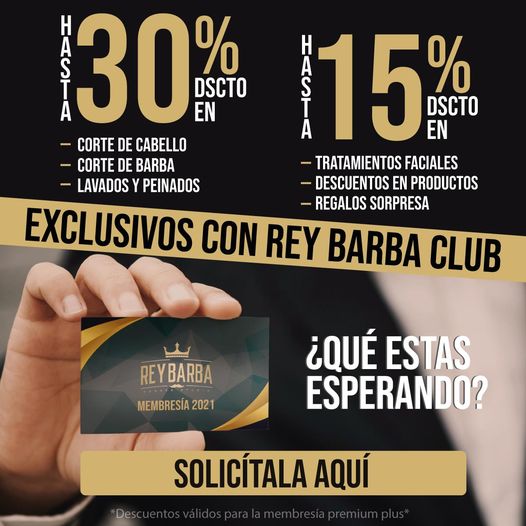 HASTA
30%
DSCTO
EN
– CORTE DE CABELLO
– CORTE DE BARBA
– LAVADOS Y PEINADOS
HASTA
15%
DSCTO
EN
– TRATAMIENTOS FACIALES
– DESCUENTOS EN PRODUCTOS
– REGALOS SORPRESA
EXCLUSIVOS CON REY BARBA CLUB
REYBARBA
MEMBRESÍA 2021
¿QUÉ ESTAS
ESPERANDO?
SOLICÍTALA AQUÍ
*Descuentos válidos para la membresía premium plus*